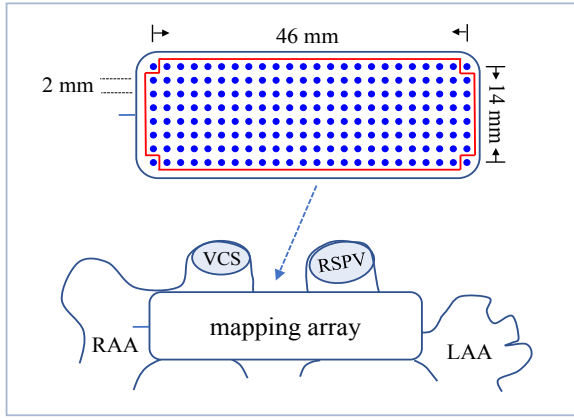 46 mm
2 mm
14 mm
VCS
RSPV
mapping array
RAA
LAA